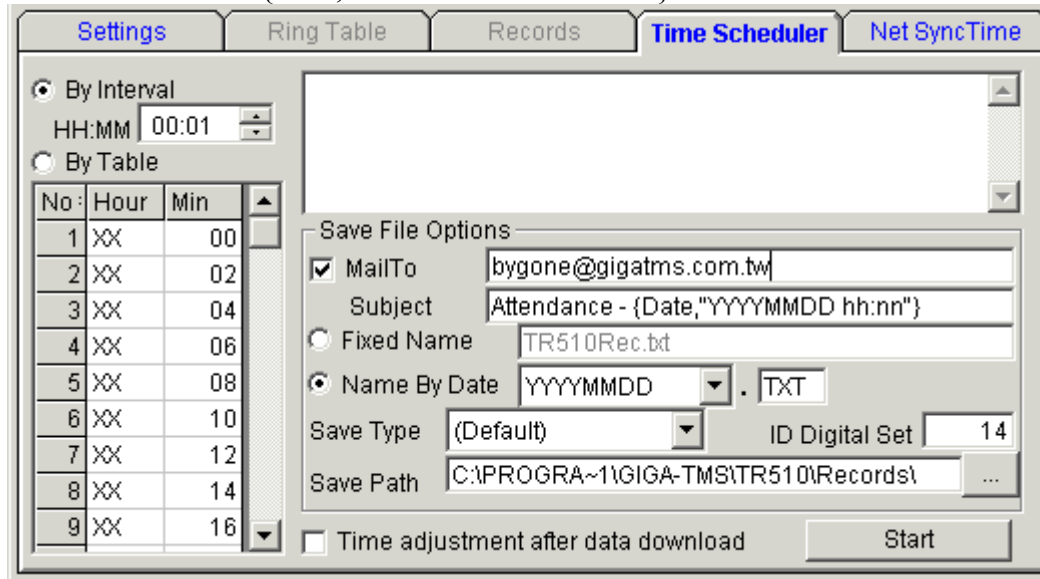 Settings Ring Table Records Time Scheduler Net SyncTime
By Interval
HH:MM 00:01
By Table
No: Hour Min
1 XX 00
2 XX 02
3 XX 04
4 XX 06
5 XX 08
6 XX 10
7 XX 12
8 XX 14
9 XX 16
Save File Options
MailTo bygone@gigatms.com.tw
Subject Attendance - {Date,"YYYYMMDD hh:nn"}
Fixed Name TR510Rec.txt
Name By Date YYYYMMDD . TXT
Save Type (Default) ID Digital Set 14
Save Path C:\PROGRA~1\GIGA-TMS\TR510\Records\ ...
Time adjustment after data download Start